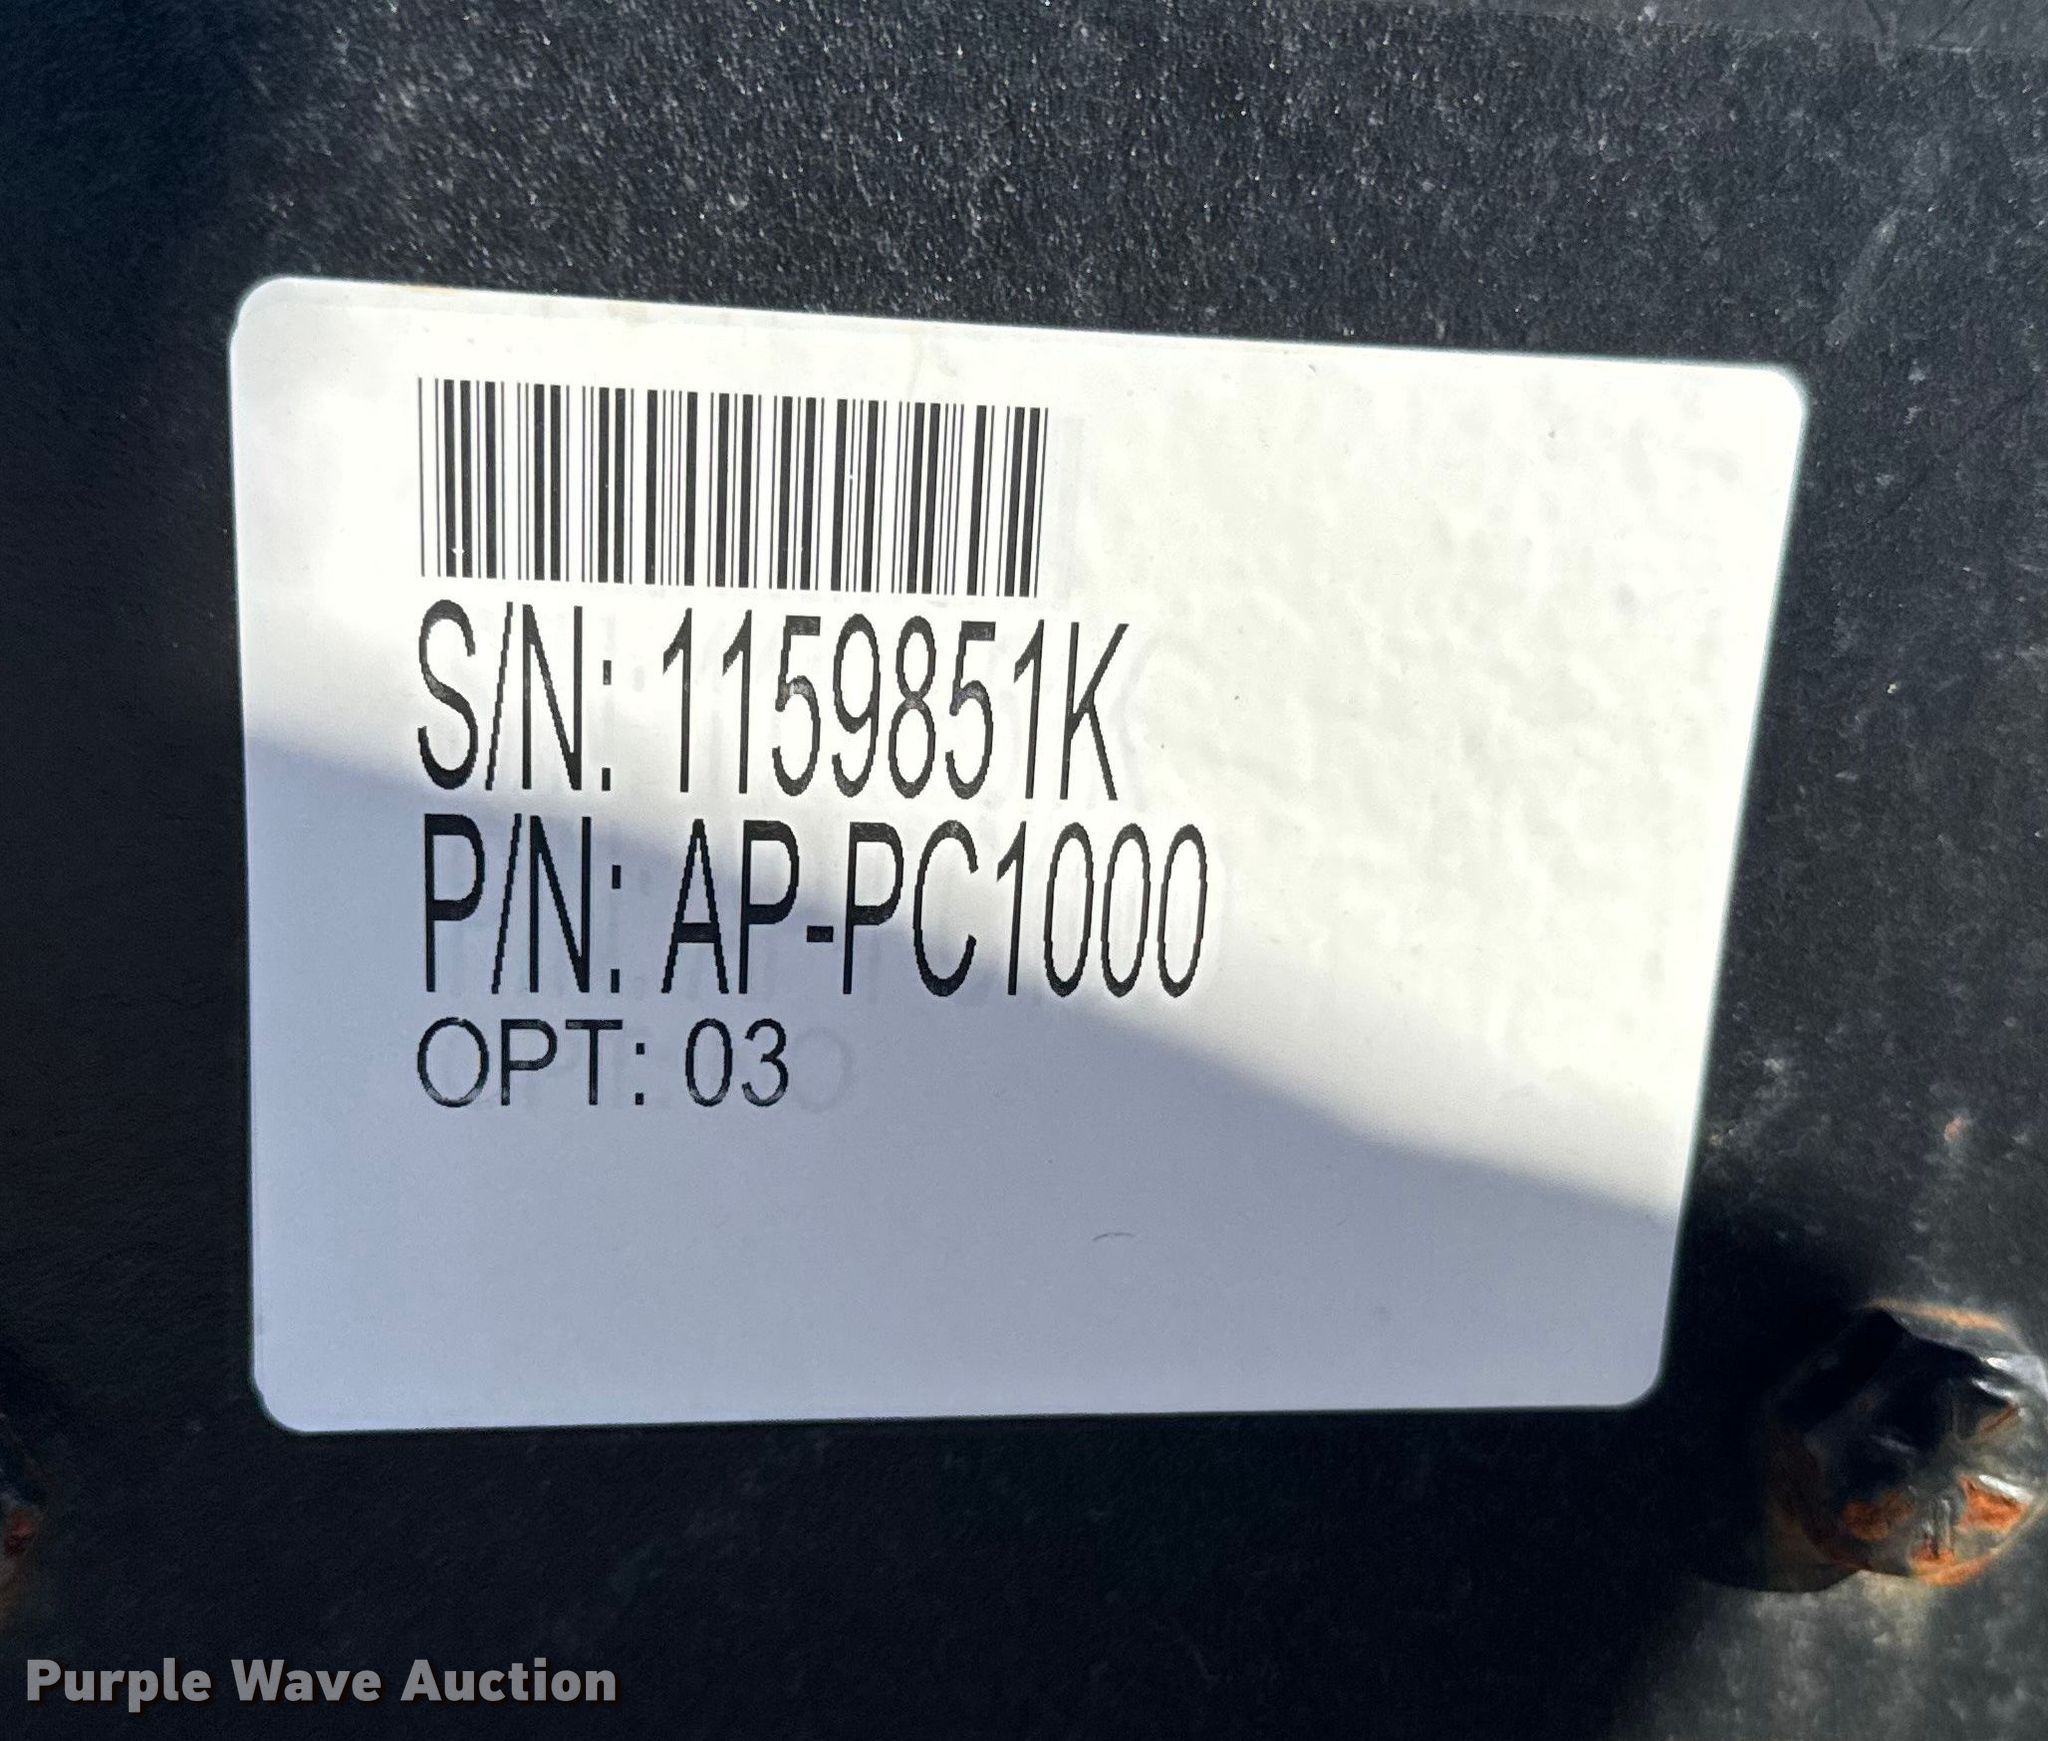 S/N: 1159851K
P/N: AP-PC1000
OPT: 03
Purple Wave Auction